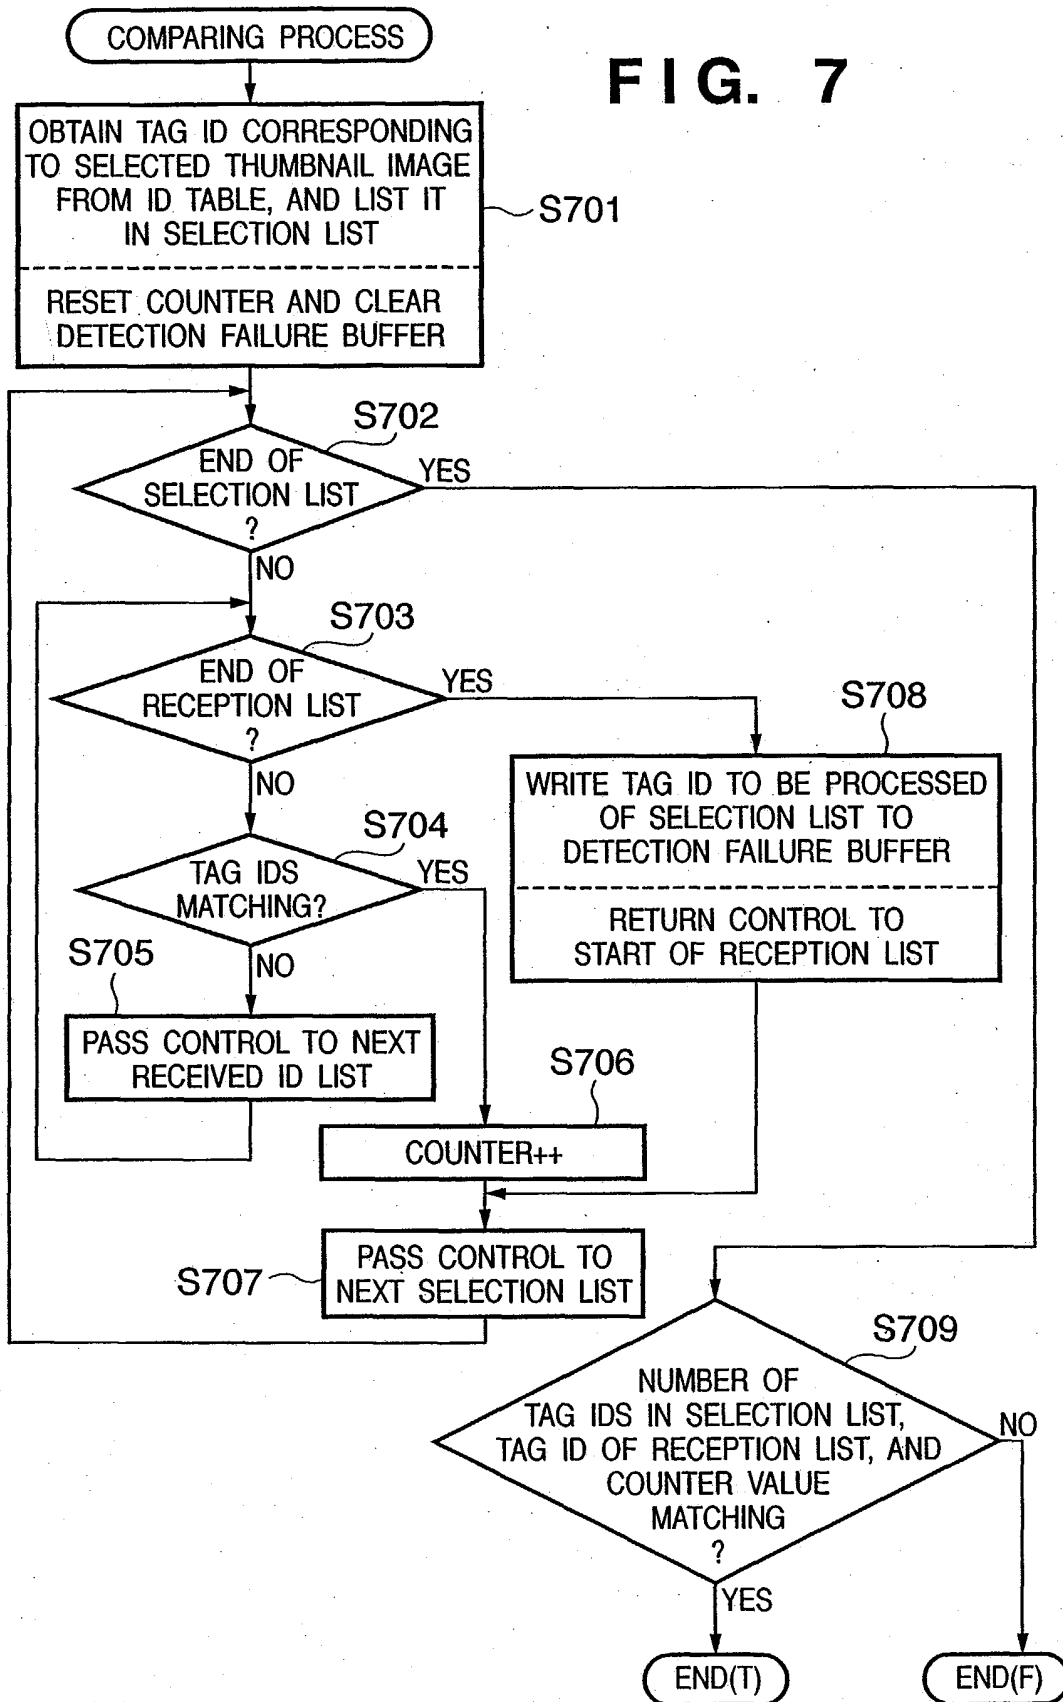 COMPARING PROCESS
FIG. 7
OBTAIN TAG ID CORRESPONDING
TO SELECTED THUMBNAIL IMAGE
FROM ID TABLE, AND LIST IT
IN SELECTION LIST
S701
RESET COUNTER AND CLEAR
DETECTION FAILURE BUFFER
S702
END OF
SELECTION LIST
?
YES
NO
S703
END OF
RECEPTION LIST
?
YES
NO
S708
WRITE TAG ID TO BE PROCESSED
OF SELECTION LIST TO
DETECTION FAILURE BUFFER
RETURN CONTROL TO
START OF RECEPTION LIST
S704
TAG IDS
MATCHING?
YES
NO
S705
PASS CONTROL TO NEXT
RECEIVED ID LIST
S706
COUNTER++
S707
PASS CONTROL TO
NEXT SELECTION LIST
S709
NUMBER OF
TAG IDS IN SELECTION LIST,
TAG ID OF RECEPTION LIST, AND
COUNTER VALUE
MATCHING
?
NO
YES
END(T)
END(F)